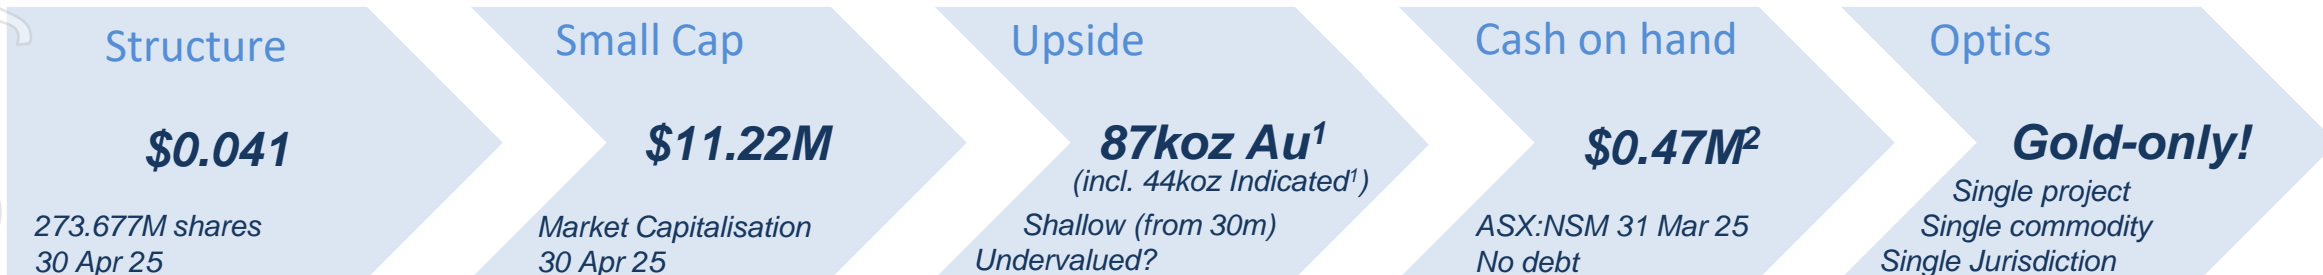 Structure
$0.041
273.677M shares
30 Apr 25
Small Cap
$11.22M
Market Capitalisation
30 Apr 25
Upside
87koz Au¹
(incl. 44koz Indicated¹)
Shallow (from 30m)
Undervalued?
Cash on hand
$0.47M²
ASX:NSM 31 Mar 25
No debt
Optics
Gold-only!
Single project
Single commodity
Single Jurisdiction